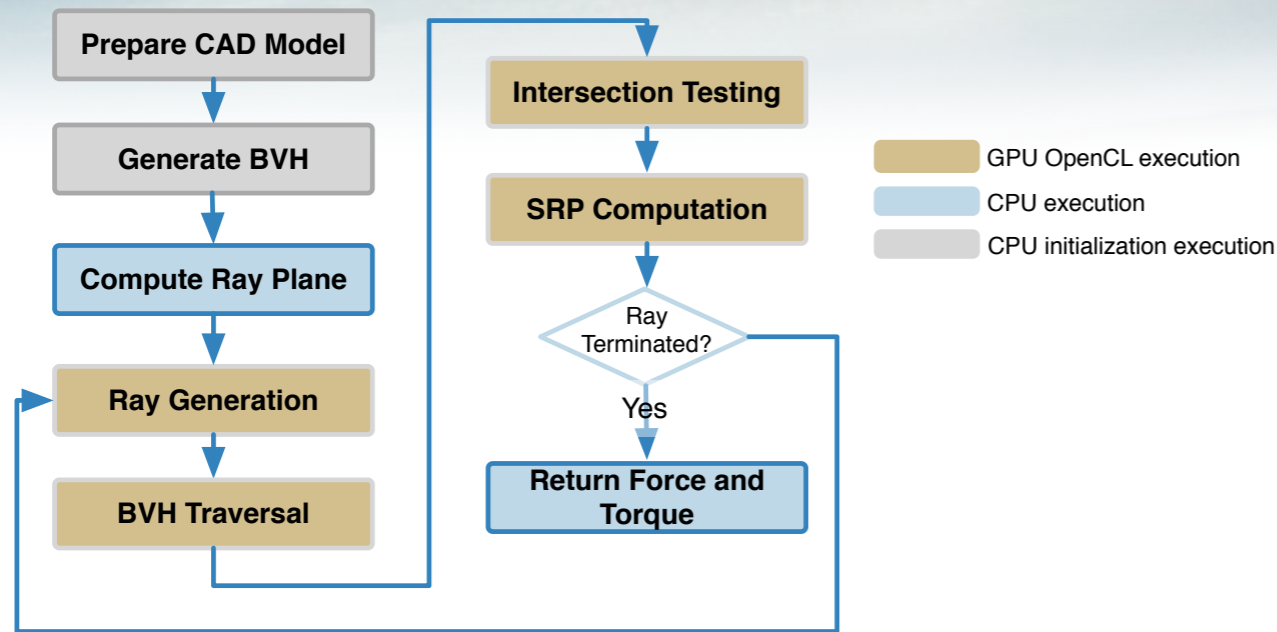 Prepare CAD Model
Generate BVH
Compute Ray Plane
Ray Generation
BVH Traversal
Intersection Testing
SRP Computation
Ray
Terminated?
Yes
Return Force and
Torque
GPU OpenCL execution
CPU execution
CPU initialization execution